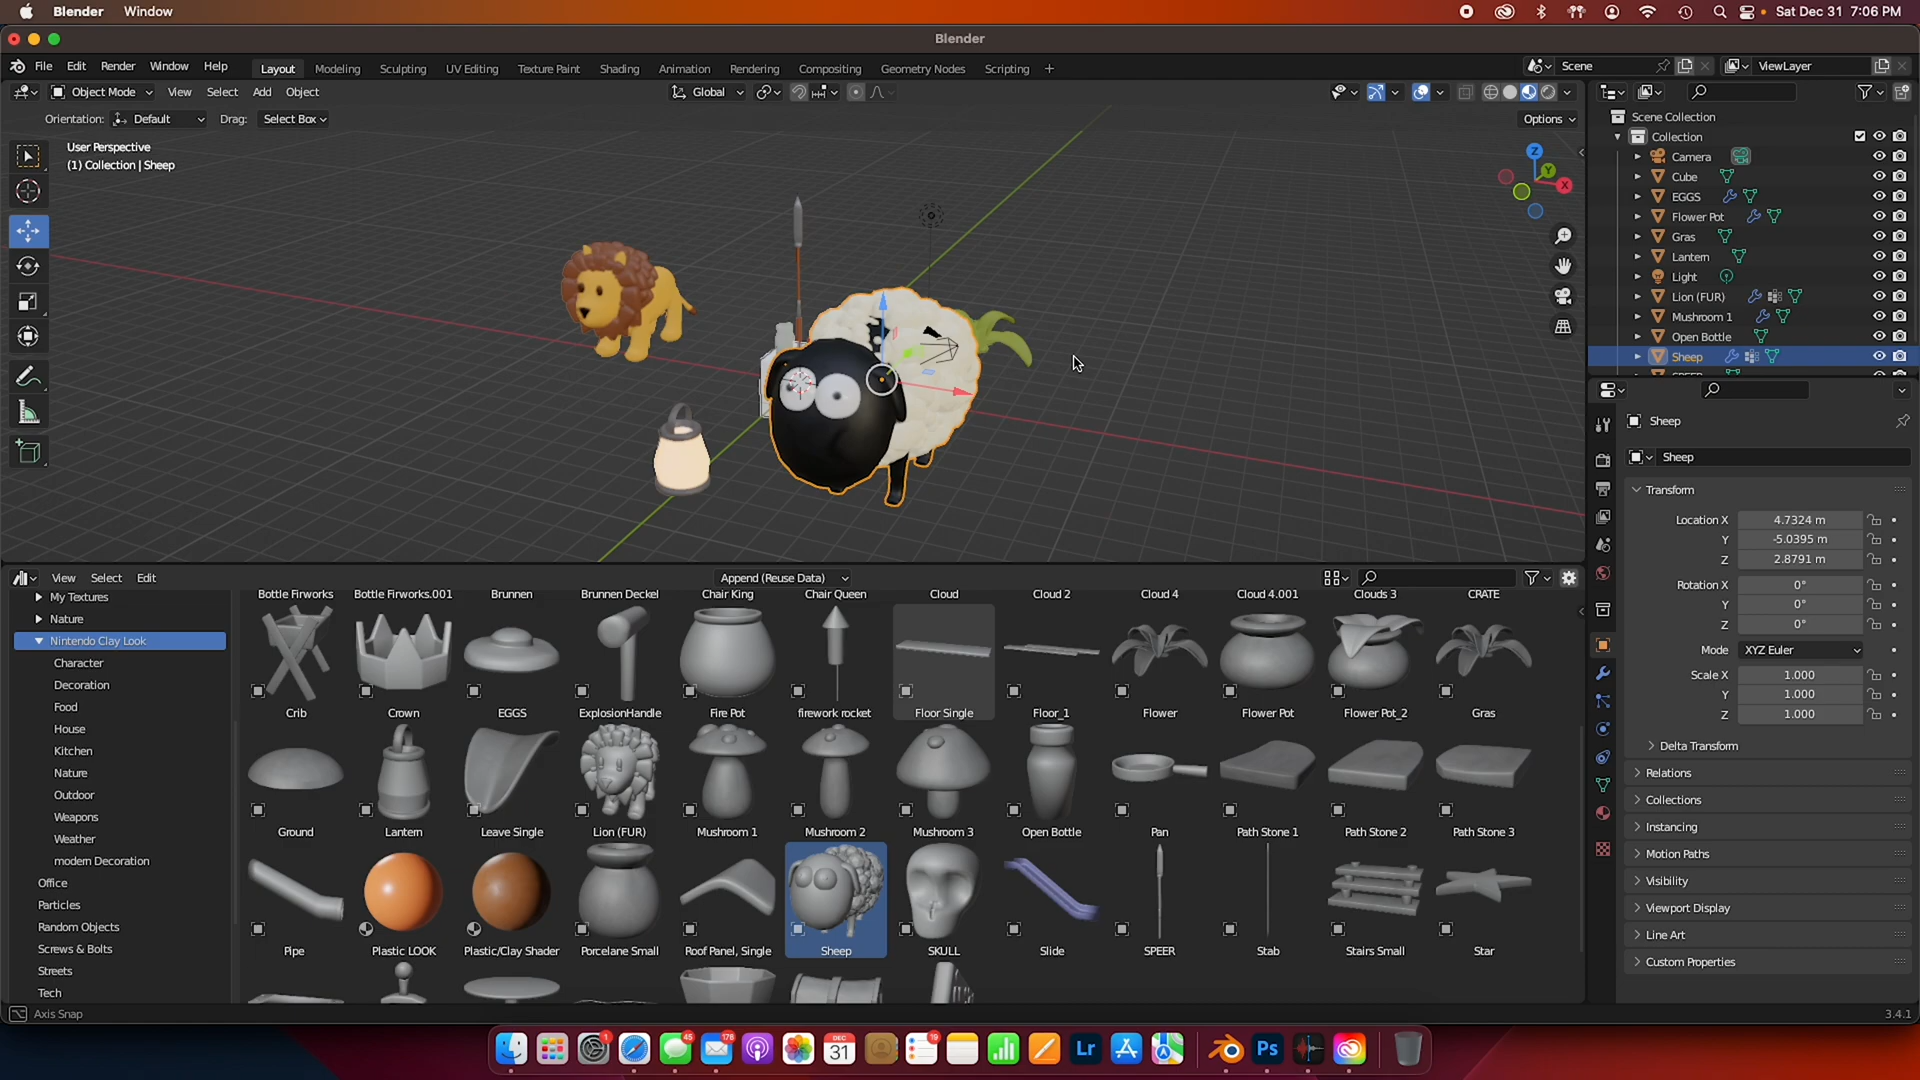 Blender Window Sat Dec 31 7:06 PM
Blender
File Edit Render Window Help Layout Modeling Sculpting UV Editing Texture Paint Shading Animation Rendering Compositing Geometry Nodes Scripting + Scene ViewLayer
Object Mode View Select Add Object Global
Orientation: Default Drag: Select Box Options
User Perspective
(1) Collection | Sheep
Z
Y
X
Scene Collection
Collection
Camera
Cube
EGGS
Flower Pot
Gras
Lantern
Light
Lion (FUR)
Mushroom 1
Open Bottle
Sheep
SPEER
Sheep
Sheep
Transform
Location X 4.7324 m
Y -5.0395 m
Z 2.8791 m
Rotation X 0°
Y 0°
Z 0°
Mode XYZ Euler
Scale X 1.000
Y 1.000
Z 1.000
Delta Transform
Relations
Collections
Instancing
Motion Paths
Visibility
Viewport Display
Line Art
Custom Properties
View Select Edit Append (Reuse Data)
My Textures
Nature
Nintendo Clay Look
Character
Decoration
Food
House
Kitchen
Nature
Outdoor
Weapons
Weather
modern Decoration
Office
Particles
Random Objects
Screws & Bolts
Streets
Tech
Bottle Firworks Bottle Firworks.001 Brunnen Brunnen Deckel Chair King Chair Queen Cloud Cloud 2 Cloud 4 Cloud 4.001 Clouds 3 CRATE
Crib Crown EGGS ExplosionHandle Fire Pot firework rocket Floor Single Floor_1 Flower Flower Pot Flower Pot_2 Gras
Ground Lantern Leave Single Lion (FUR) Mushroom 1 Mushroom 2 Mushroom 3 Open Bottle Pan Path Stone 1 Path Stone 2 Path Stone 3
Pipe Plastic LOOK Plastic/Clay Shader Porcelane Small Roof Panel, Single Sheep SKULL Slide SPEER Stab Stairs Small Star
Axis Snap 3.4.1
1 45 178 DEC 31 19 Lr Ps